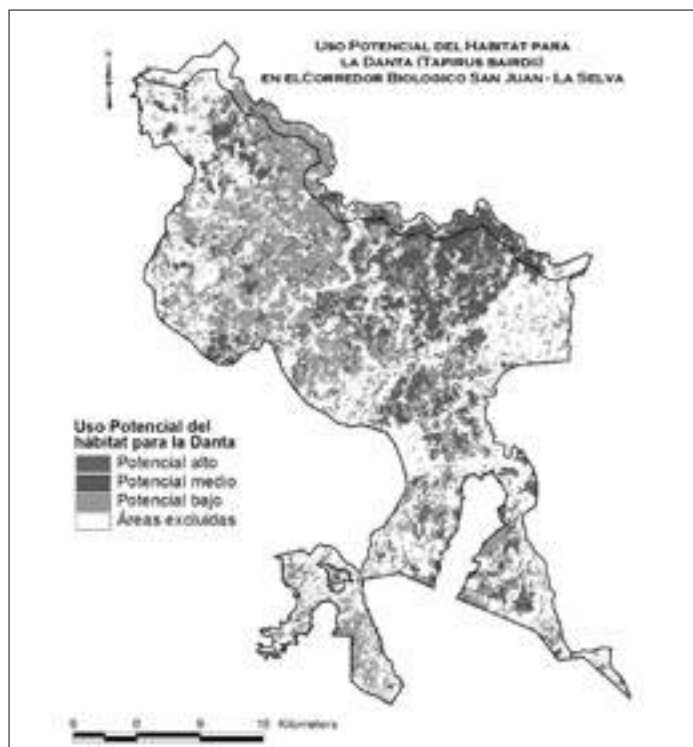 USO POTENCIAL DEL HABITAT PARA
LA DANTA (TAPIRUS BAIRDII)
EN EL CORREDOR BIOLOGICO SAN JUAN - LA SELVA
Uso Potencial del
hábitat para la Danta
Potencial alto
Potencial medio
Potencial bajo
Áreas excluidas
Kilometers